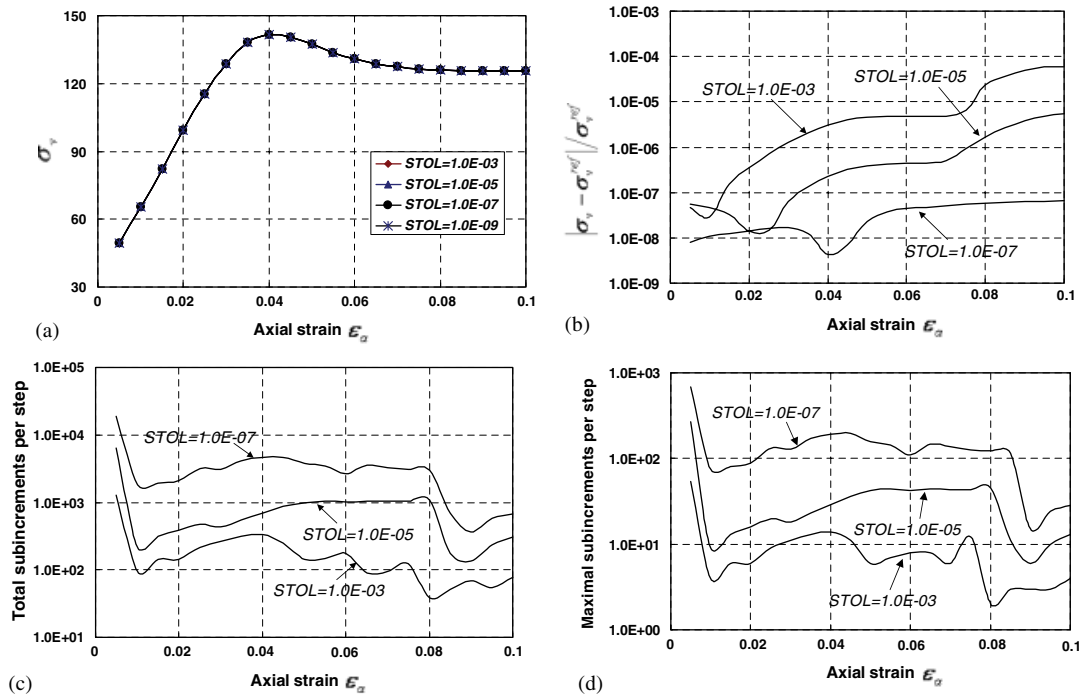 150
120
90
60
30
σᵥ
STOL=1.0E-03
STOL=1.0E-05
STOL=1.0E-07
STOL=1.0E-09
0 0.02 0.04 0.06 0.08 0.1
Axial strain εₐ
(a)
1.0E-03
1.0E-04
1.0E-05
1.0E-06
1.0E-07
1.0E-08
1.0E-09
|σᵥ − σᵥ^ref| / σᵥ^ref
STOL=1.0E-03
STOL=1.0E-05
STOL=1.0E-07
0 0.02 0.04 0.06 0.08 0.1
Axial strain εₐ
(b)
1.0E+05
1.0E+04
1.0E+03
1.0E+02
1.0E+01
Total subincrements per step
STOL=1.0E-07
STOL=1.0E-05
STOL=1.0E-03
0 0.02 0.04 0.06 0.08 0.1
Axial strain εₐ
(c)
1.0E+03
1.0E+02
1.0E+01
1.0E+00
Maximal subincrements per step
STOL=1.0E-07
STOL=1.0E-05
STOL=1.0E-03
0 0.02 0.04 0.06 0.08 0.1
Axial strain εₐ
(d)